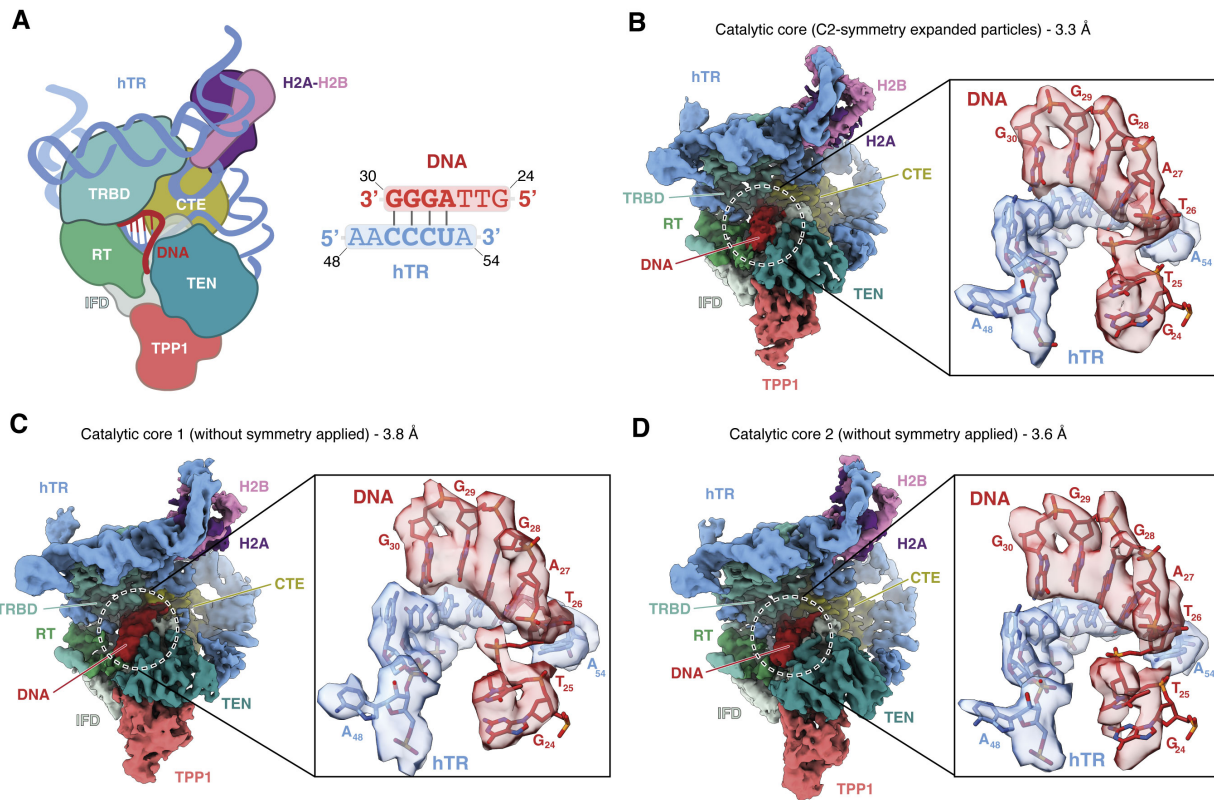 A
hTR
H2A-H2B
TRBD
CTE
RT
DNA
IFD
TEN
TPP1
DNA
30 24
3’ GGGATTG 5’
5’ AACCCUA 3’
48 54
hTR
B
Catalytic core (C2-symmetry expanded particles) - 3.3 Å
hTR
H2B
H2A
CTE
TRBD
RT
DNA
IFD
TEN
TPP1
DNA
G29
G30
G28
A27
T26
A54
T25
A48
G24
hTR
C
Catalytic core 1 (without symmetry applied) - 3.8 Å
hTR
H2B
H2A
CTE
TRBD
RT
DNA
IFD
TEN
TPP1
DNA
G29
G30
G28
A27
T26
A54
T25
A48
G24
hTR
D
Catalytic core 2 (without symmetry applied) - 3.6 Å
hTR
H2B
H2A
CTE
TRBD
RT
DNA
IFD
TEN
TPP1
DNA
G29
G30
G28
A27
T26
A54
T25
A48
G24
hTR